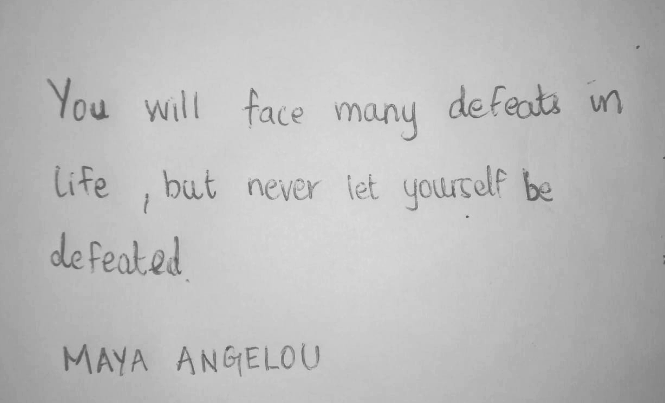 You will face many defeats in
life , but never let yourself be
defeated.
MAYA ANGELOU